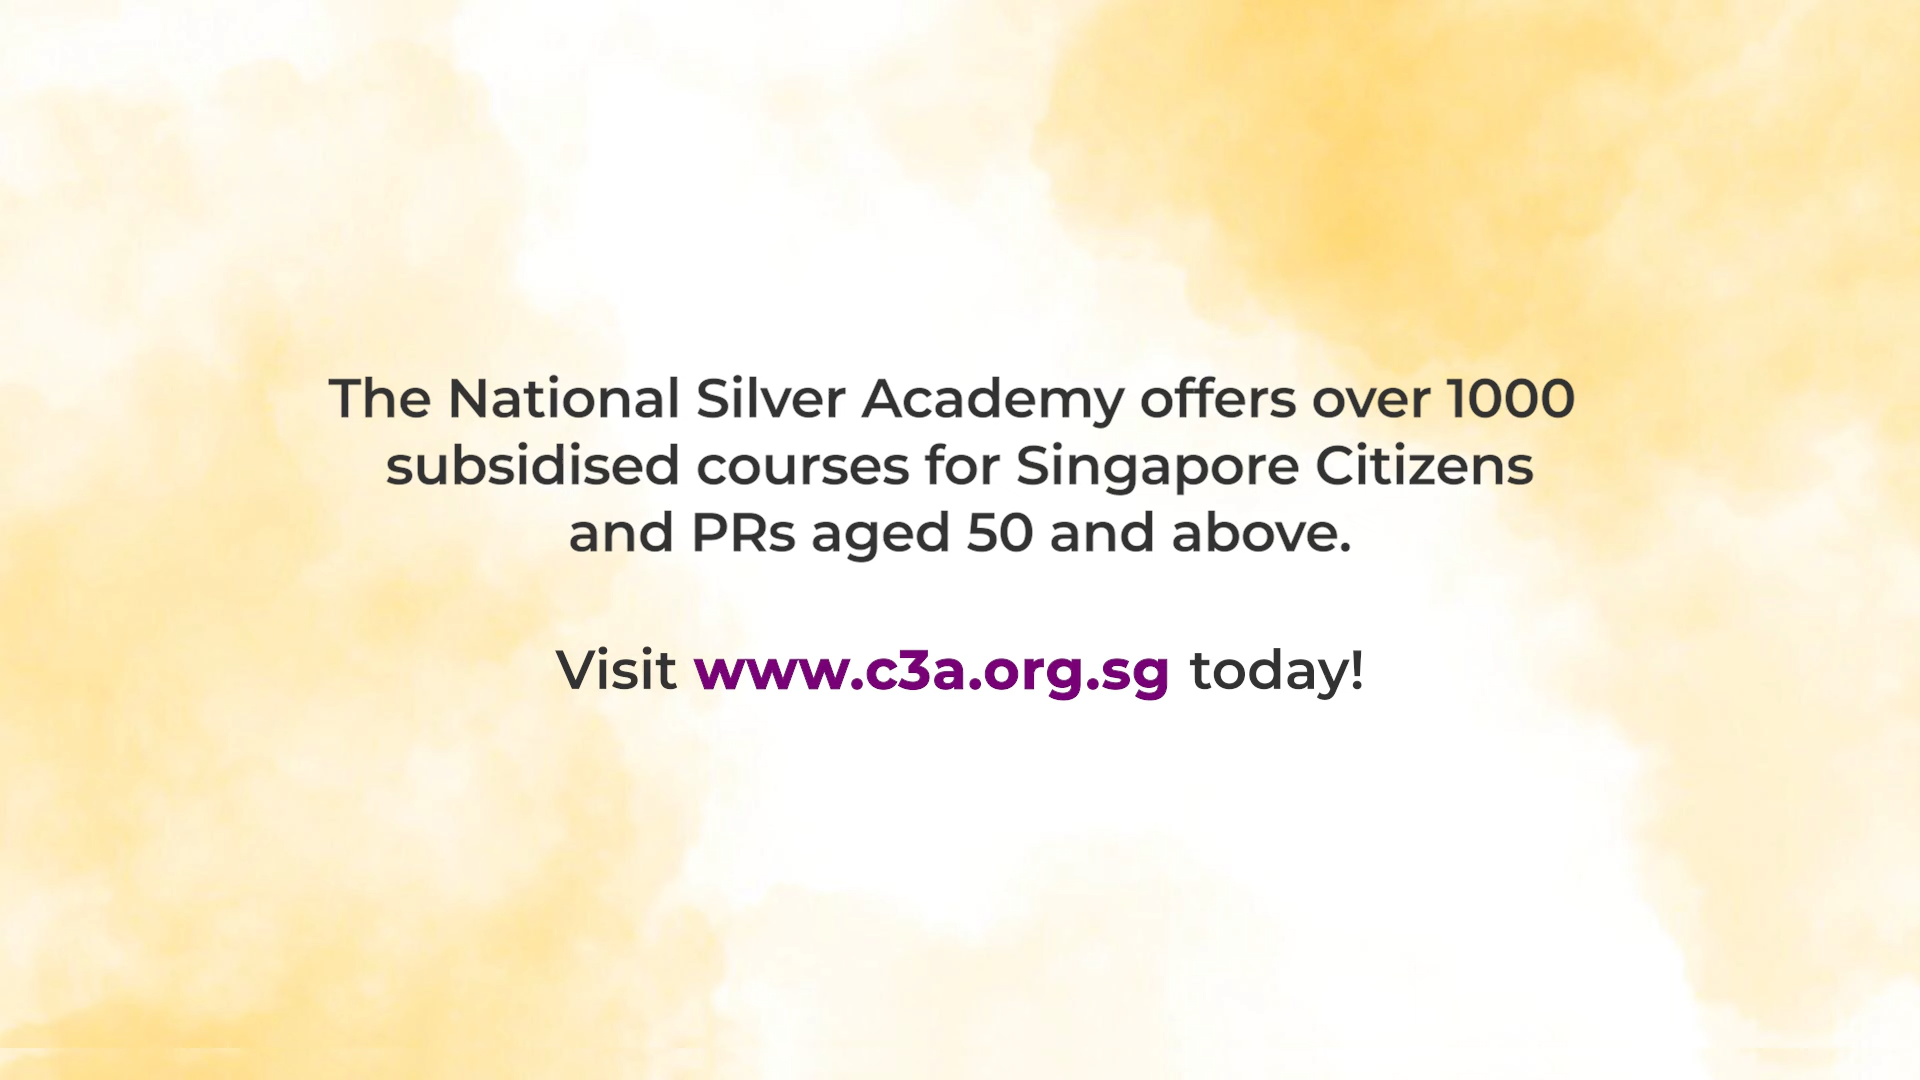 The National Silver Academy offers over 1000
subsidised courses for Singapore Citizens
and PRs aged 50 and above.
Visit www.c3a.org.sg today!